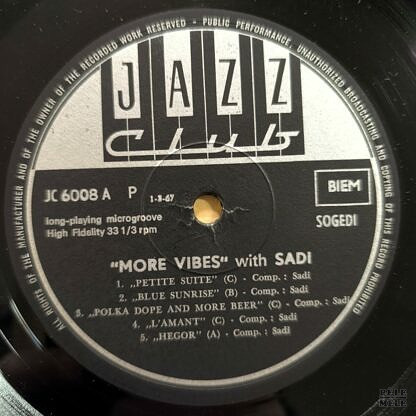 ALL RIGHTS OF THE MANUFACTURER AND OF THE OWNER OF THE RECORDED WORK RESERVED - PUBLIC PERFORMANCE, UNAUTHORIZED BROADCASTING AND COPYING OF THIS RECORD PROHIBITED
JAZZ
Club
JC 6008 A P 1-8-67
BIEM
long-playing microgroove
High Fidelity 33 1/3 rpm
SOGEDI
"MORE VIBES" with SADI
1. „PETITE SUITE" (C) - Comp. : Sadi
2. „BLUE SUNRISE" (B) - Comp. : Sadi
3. „POLKA DOPE AND MORE BEER" (C) - Comp. : Sadi
4. „L'AMANT" (C) - Comp. : Sadi
5. „HEGOR" (A) - Comp. : Sadi
PELE
MELE